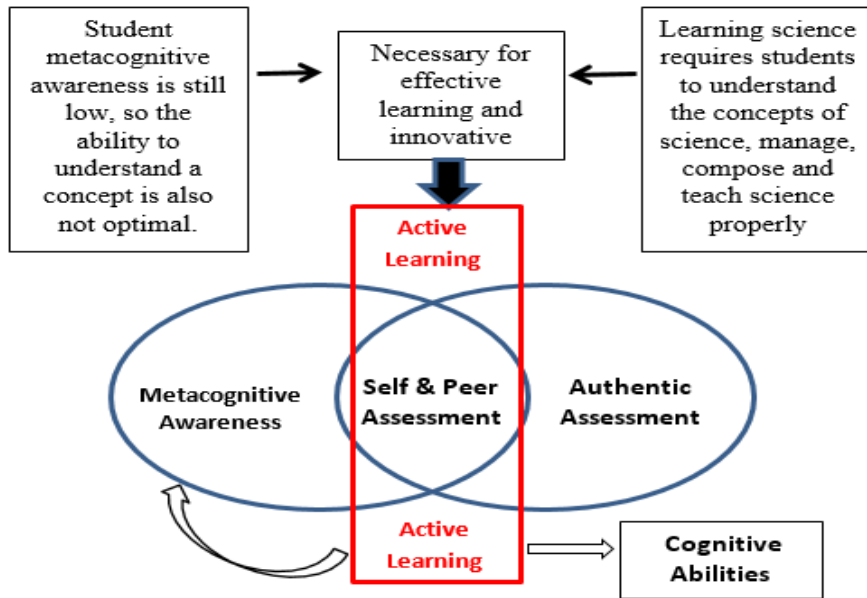 Student
metacognitive
awareness is still
low, so the
ability to
understand a
concept is also
not optimal.
Necessary for
effective
learning and
innovative
Learning science
requires students
to understand
the concepts of
science, manage,
compose and
teach science
properly
Active
Learning
Metacognitive
Awareness
Self & Peer
Assessment
Authentic
Assessment
Active
Learning
Cognitive
Abilities